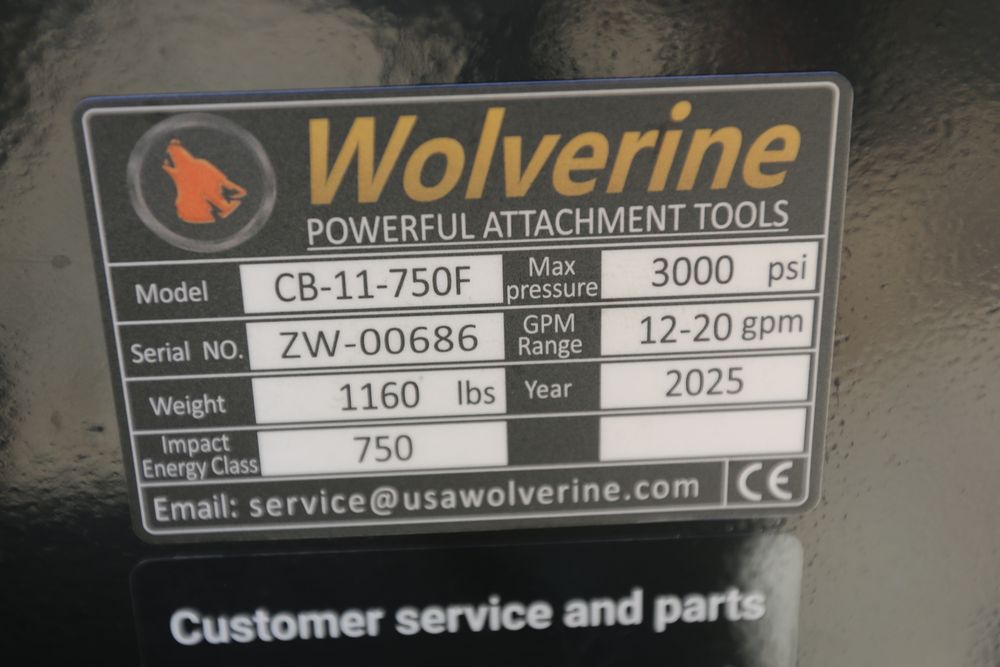 Wolverine
POWERFUL ATTACHMENT TOOLS
Model CB-11-750F Max pressure 3000 psi
Serial NO. ZW-00686 GPM Range 12-20 gpm
Weight 1160 lbs Year 2025
Impact Energy Class 750
Email: service@usawolverine.com CE
Customer service and parts